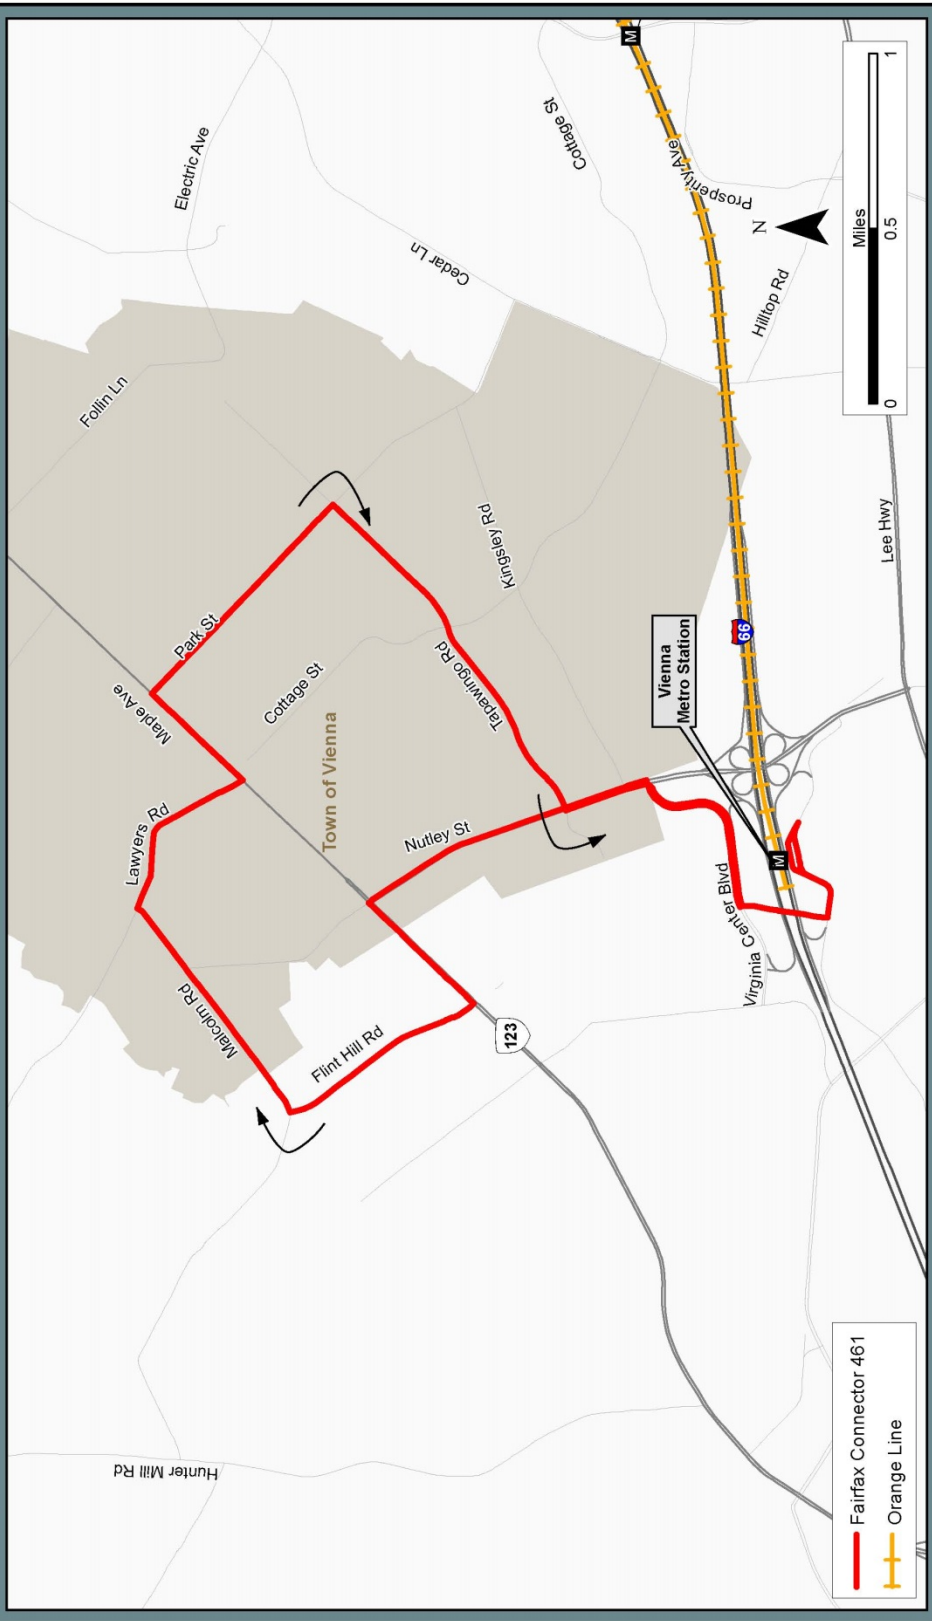 Hunter Mill Rd
Electric Ave
Follin Ln
Cottage St
Cedar Ln
Lawyers Rd
Maple Ave
Park St
Malcolm Rd
Flint Hill Rd
Cottage St
Town of Vienna
Nutley St
Tapawingo Rd
Kingsley Rd
123
Vienna
Metro Station
66
M
M
Virginia Center Blvd
Prosperity Ave
Hilltop Rd
Lee Hwy
N
Miles
0
0.5
1
Fairfax Connector 461
Orange Line